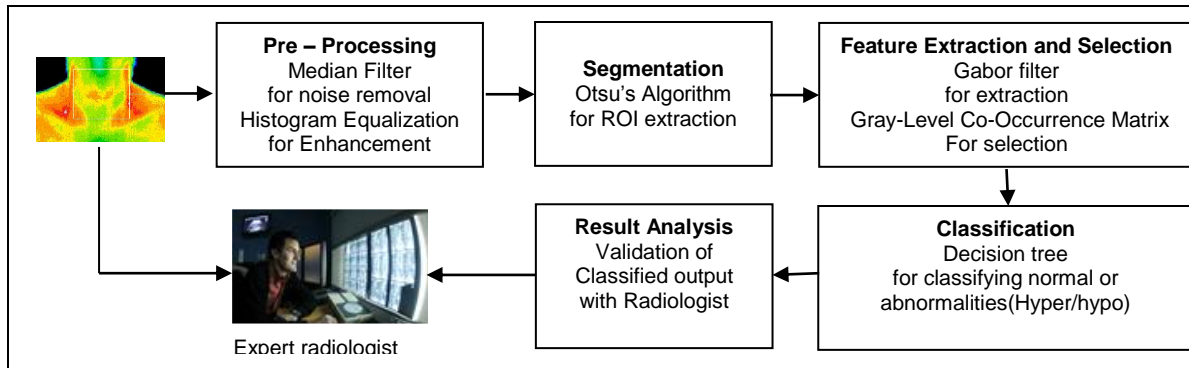 Pre – Processing
Median Filter
for noise removal
Histogram Equalization
for Enhancement
Segmentation
Otsu's Algorithm
for ROI extraction
Feature Extraction and Selection
Gabor filter
for extraction
Gray-Level Co-Occurrence Matrix
For selection
Classification
Decision tree
for classifying normal or
abnormalities(Hyper/hypo)
Result Analysis
Validation of
Classified output
with Radiologist
Expert radiologist